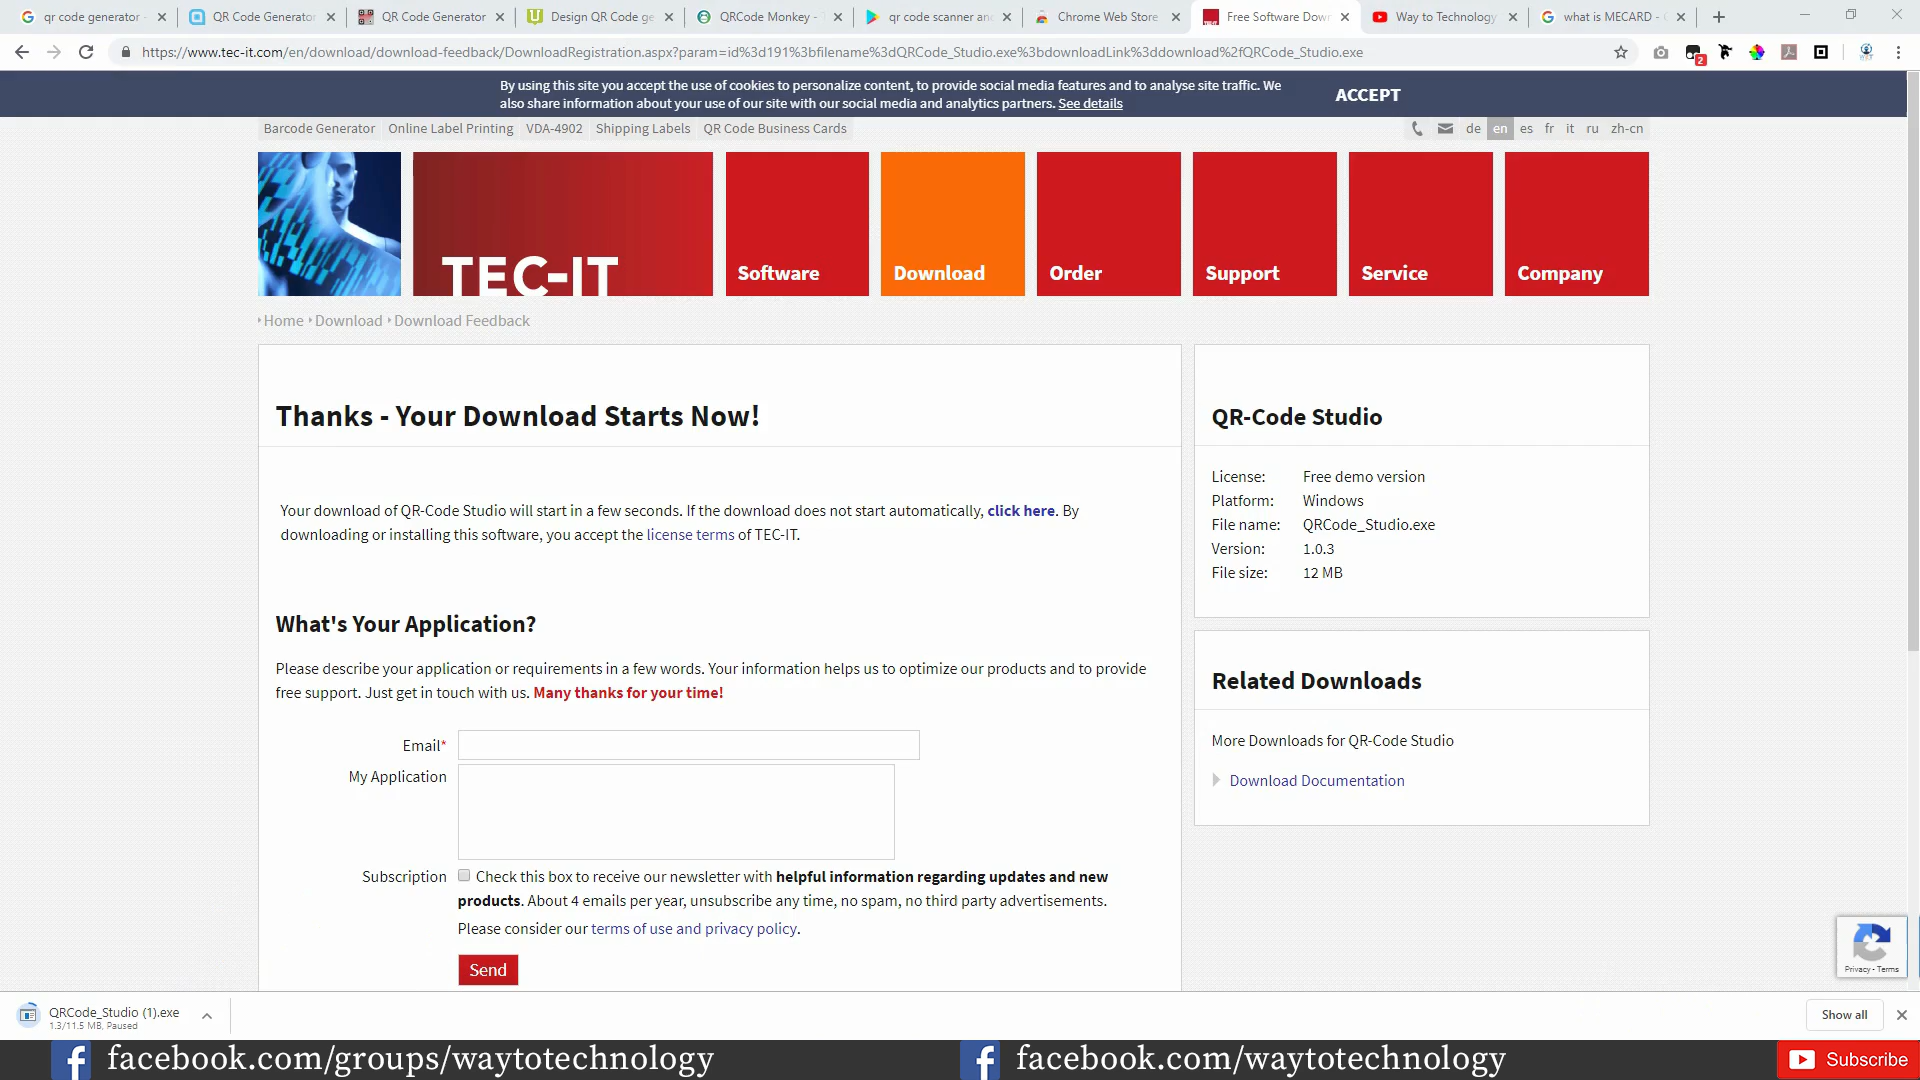 qr code generator
QR Code Generator
QR Code Generator
Design QR Code ge
QRCode Monkey - T
qr code scanner and
Chrome Web Store
Free Software Down
Way to Technology
what is MECARD - G
https://www.tec-it.com/en/download/download-feedback/DownloadRegistration.aspx?param=id%3d191%3bfilename%3dQRCode_Studio.exe%3bdownloadLink%3ddownload%2fQRCode_Studio.exe
2
By using this site you accept the use of cookies to personalize content, to provide social media features and to analyse site traffic. We
also share information about your use of our site with our social media and analytics partners. See details
ACCEPT
Barcode Generator Online Label Printing VDA-4902 Shipping Labels QR Code Business Cards
de en es fr it ru zh-cn
TEC-IT
Software
Download
Order
Support
Service
Company
Home Download Download Feedback
Thanks - Your Download Starts Now!
Your download of QR-Code Studio will start in a few seconds. If the download does not start automatically, click here. By
downloading or installing this software, you accept the license terms of TEC-IT.
What's Your Application?
Please describe your application or requirements in a few words. Your information helps us to optimize our products and to provide
free support. Just get in touch with us. Many thanks for your time!
Email*
My Application
Subscription
Check this box to receive our newsletter with helpful information regarding updates and new
products. About 4 emails per year, unsubscribe any time, no spam, no third party advertisements.
Please consider our terms of use and privacy policy.
Send
QR-Code Studio
License: Free demo version
Platform: Windows
File name: QRCode_Studio.exe
Version: 1.0.3
File size: 12 MB
Related Downloads
More Downloads for QR-Code Studio
Download Documentation
Privacy - Terms
QRCode_Studio (1).exe
1.3/11.5 MB, Paused
Show all
facebook.com/groups/waytotechnology
facebook.com/waytotechnology
Subscribe